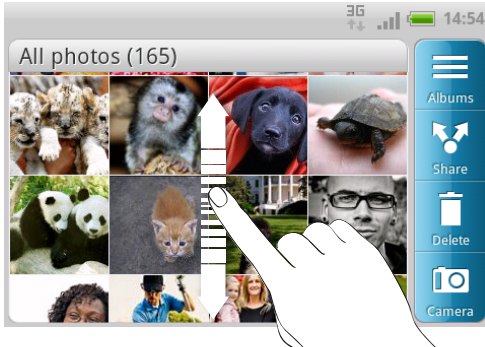 3G
14:54
All photos (165)
Albums
Share
Delete
Camera